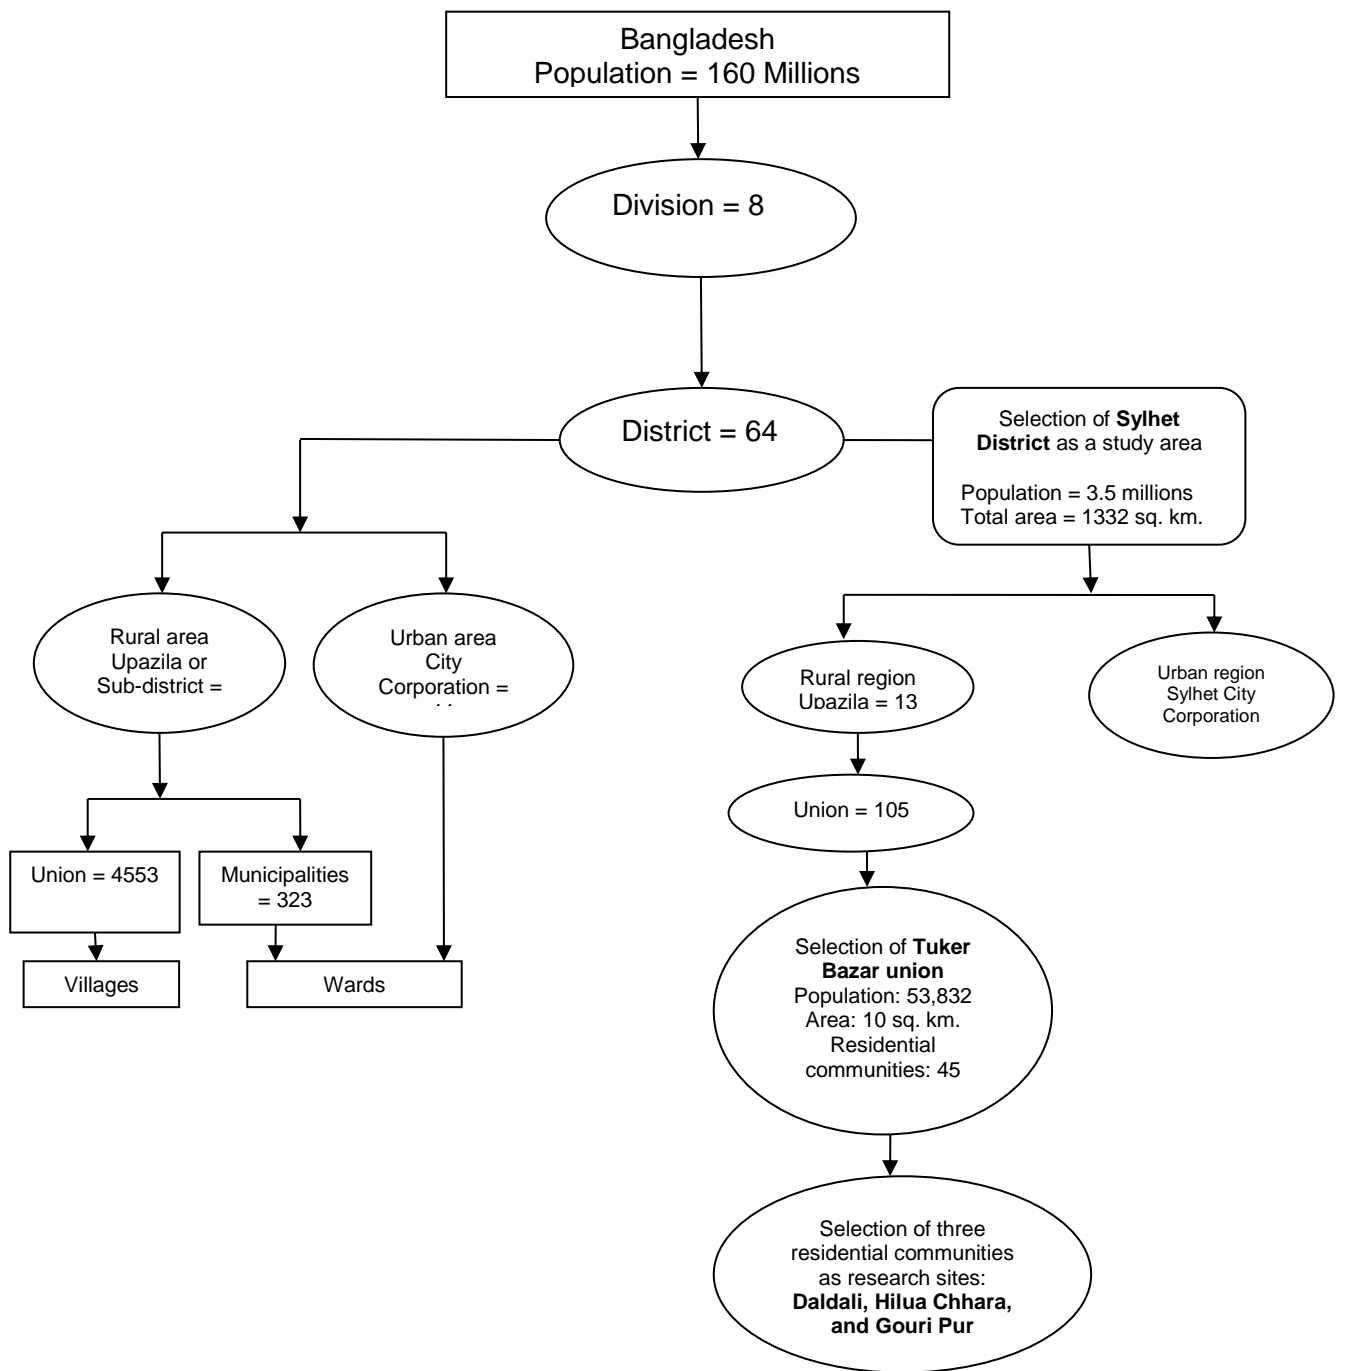 Bangladesh
Population = 160 Millions
Division = 8
District = 64
Selection of Sylhet
District as a study area
Population = 3.5 millions
Total area = 1332 sq. km.
Rural area
Upazila or
Sub-district =
Urban area
City
Corporation =
Rural region
Upazila = 13
Urban region
Sylhet City
Corporation
Union = 105
Union = 4553
Municipalities
= 323
Villages
Wards
Selection of Tuker
Bazar union
Population: 53,832
Area: 10 sq. km.
Residential
communities: 45
Selection of three
residential communities
as research sites:
Daldali, Hilua Chhara,
and Gouri Pur